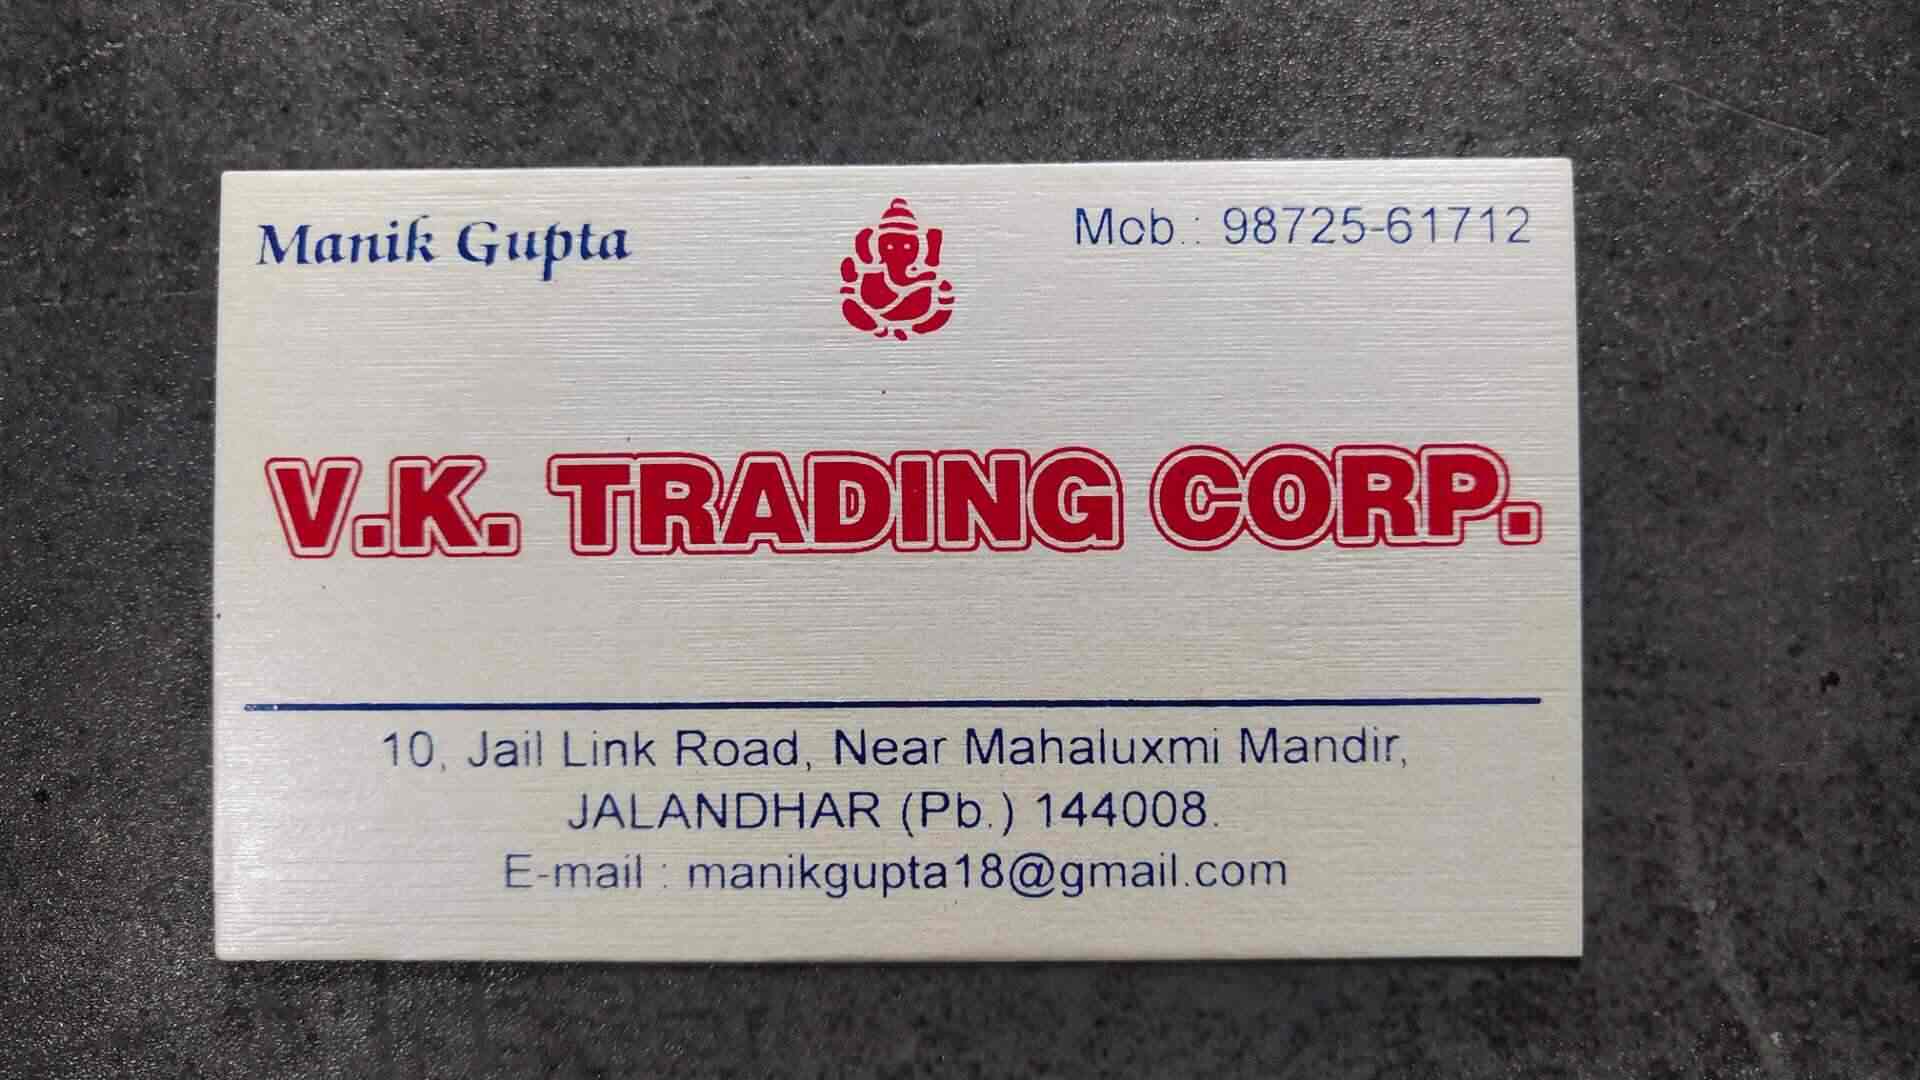 Manik Gupta
Mob.: 98725-61712
V.K. TRADING CORP.
10, Jail Link Road, Near Mahaluxmi Mandir,
JALANDHAR (Pb.) 144008.
E-mail : manikgupta18@gmail.com